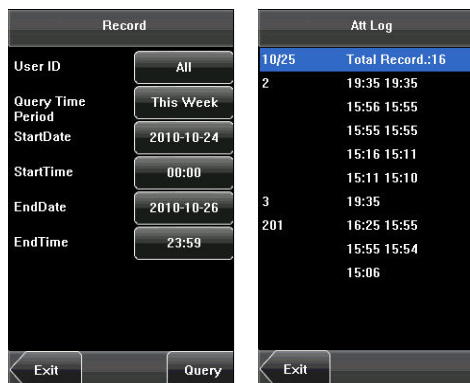 Record
User ID All
Query Time Period This Week
StartDate 2010-10-24
StartTime 00:00
EndDate 2010-10-26
EndTime 23:59
Exit Query
Att Log
10/25 Total Record.:16
2 19:35 19:35
15:56 15:55
15:55 15:55
15:16 15:11
15:11 15:10
3 19:35
201 16:25 15:55
15:55 15:54
15:06
Exit